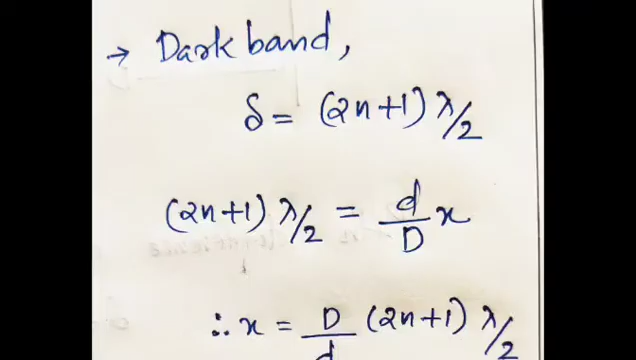 → Dark band,
δ = (2n+1) λ/2
(2n+1) λ/2 = d/D x
∴ x = D/d (2n+1) λ/2